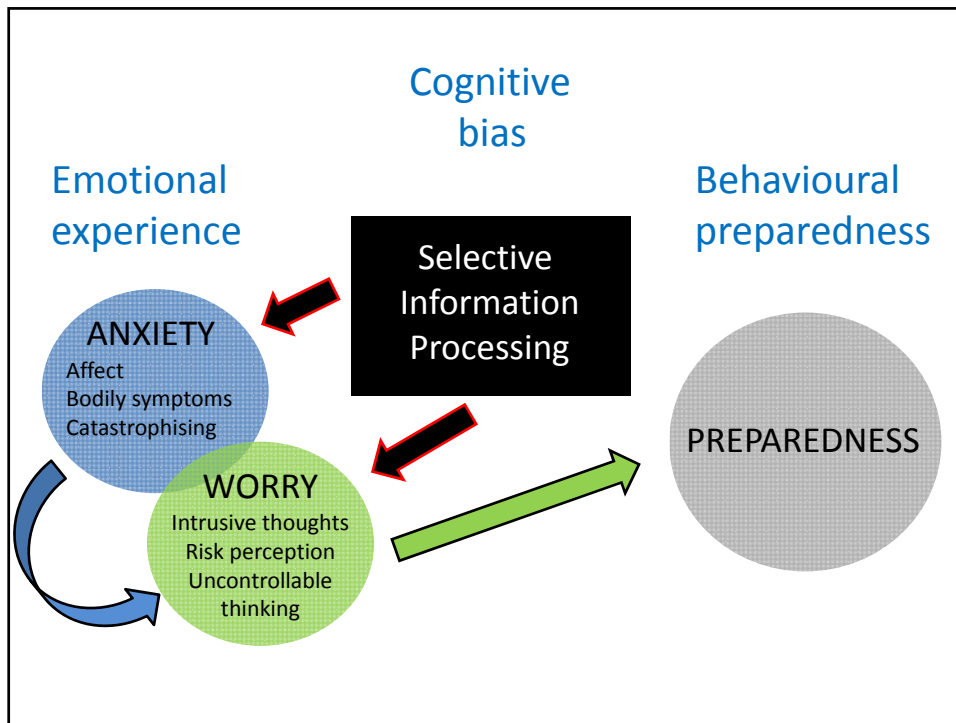 Cognitive
bias
Emotional
experience
Behavioural
preparedness
Selective
Information
Processing
ANXIETY
Affect
Bodily symptoms
Catastrophising
WORRY
Intrusive thoughts
Risk perception
Uncontrollable
thinking
PREPAREDNESS